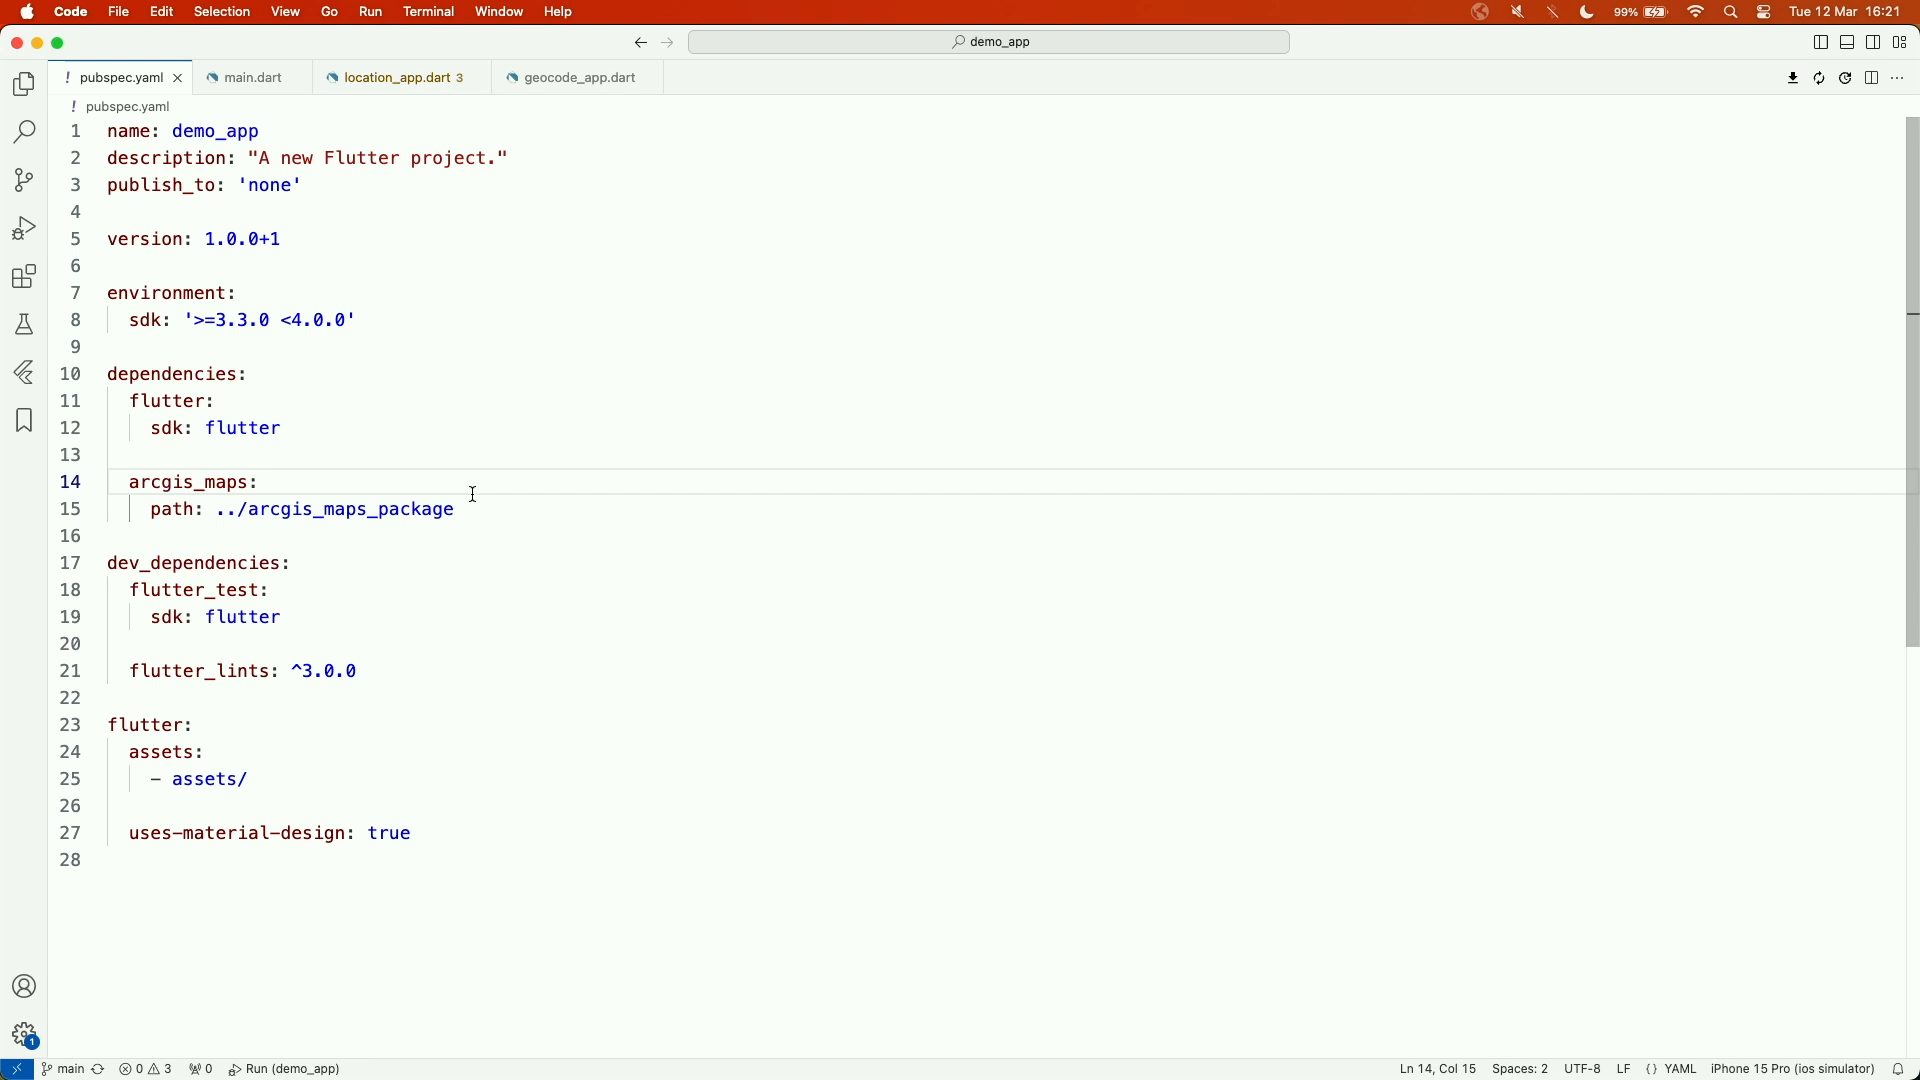 Code File Edit Selection View Go Run Terminal Window Help 99% Tue 12 Mar 16:21
demo_app
! pubspec.yaml main.dart location_app.dart 3 geocode_app.dart
! pubspec.yaml
1 name: demo_app
2 description: "A new Flutter project."
3 publish_to: 'none'
4
5 version: 1.0.0+1
6
7 environment:
8 sdk: '>=3.3.0 <4.0.0'
9
10 dependencies:
11 flutter:
12 sdk: flutter
13
14 arcgis_maps:
15 path: ../arcgis_maps_package
16
17 dev_dependencies:
18 flutter_test:
19 sdk: flutter
20
21 flutter_lints: ^3.0.0
22
23 flutter:
24 assets:
25 - assets/
26
27 uses-material-design: true
28
1
main 0 3 0 Run (demo_app) Ln 14, Col 15 Spaces: 2 UTF-8 LF {} YAML iPhone 15 Pro (ios simulator)